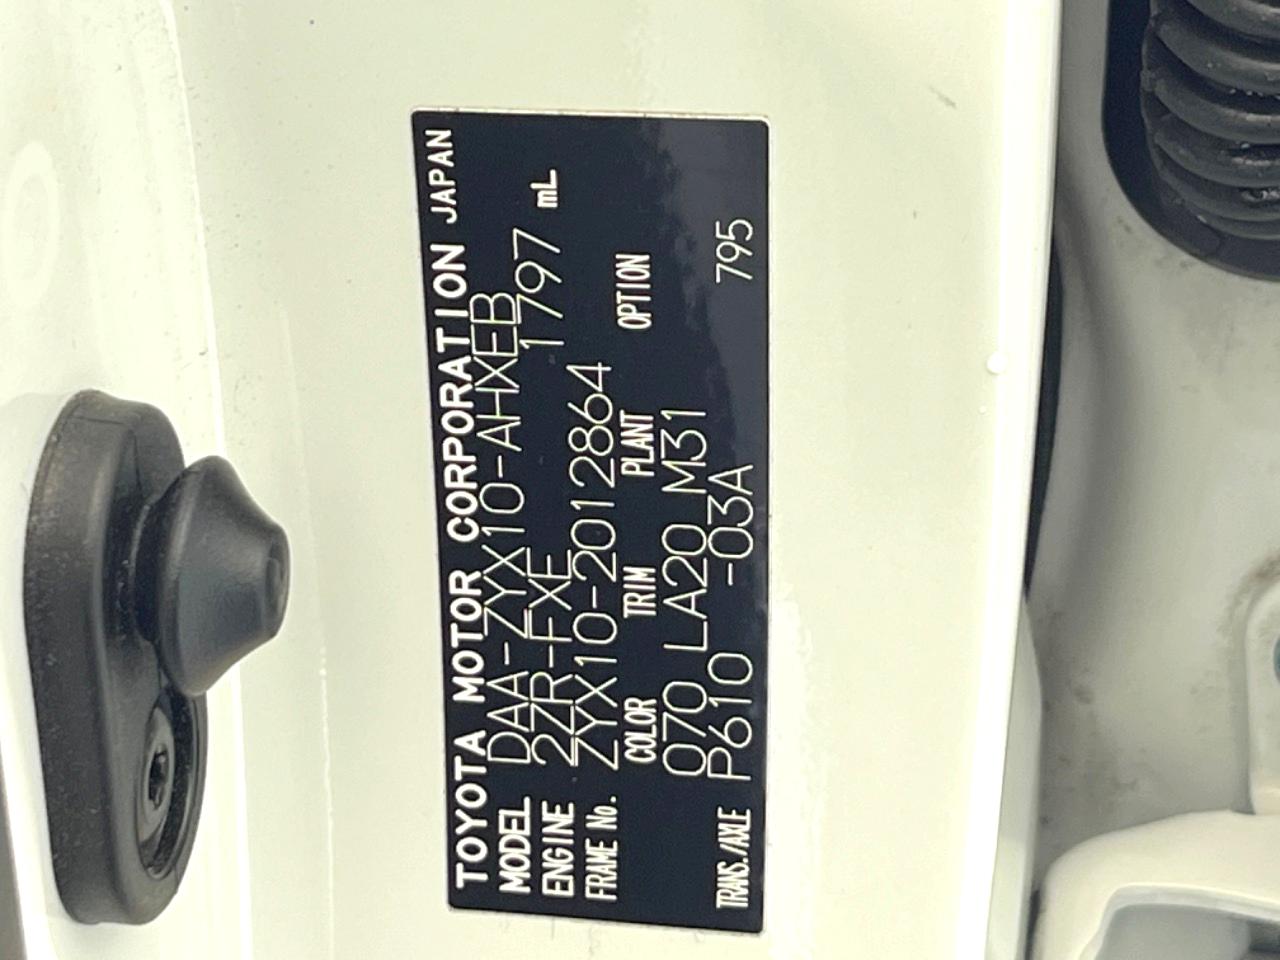 TOYOTA MOTOR CORPORATION JAPAN
MODEL DAA-ZYX10-AHXEB
ENGINE 2ZR-FXE 1797 mL
FRAME No. ZYX10-2012864
COLOR TRIM PLANT OPTION
070 LA20 M31
TRANS./AXLE P610 -03A 795